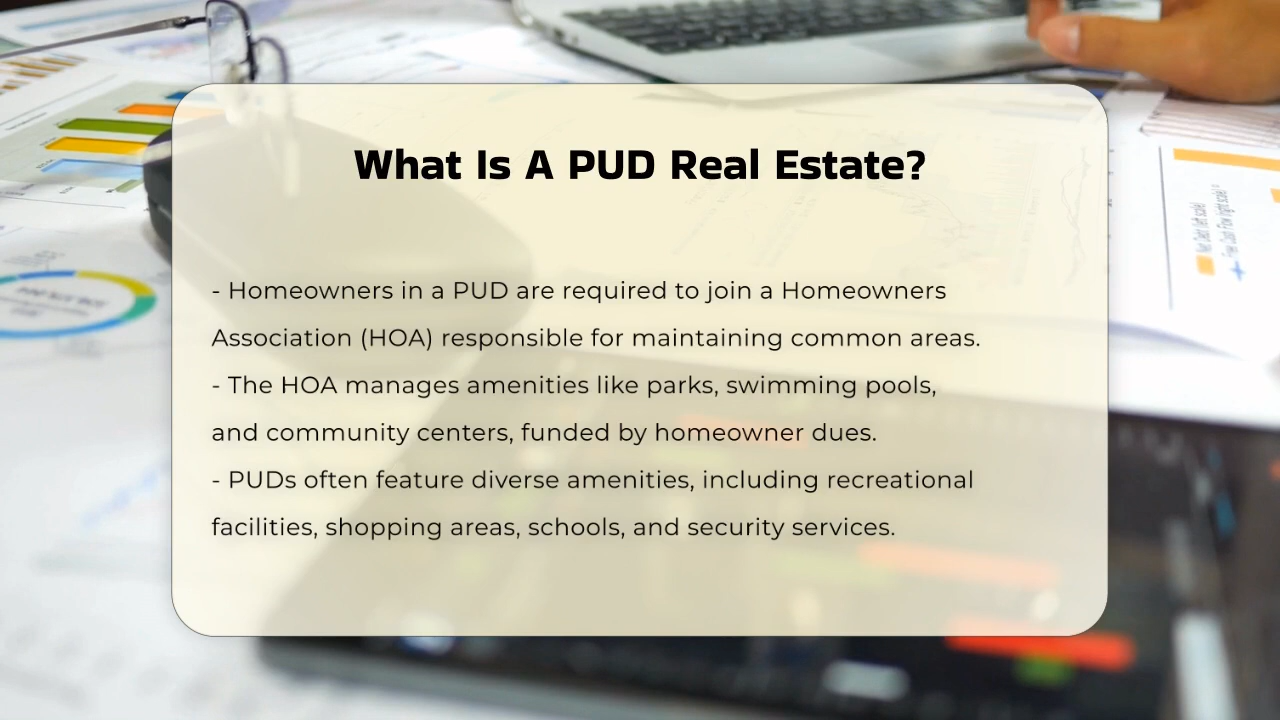 What Is A PUD Real Estate?
- Homeowners in a PUD are required to join a Homeowners
Association (HOA) responsible for maintaining common areas.
- The HOA manages amenities like parks, swimming pools,
and community centers, funded by homeowner dues.
- PUDs often feature diverse amenities, including recreational
facilities, shopping areas, schools, and security services.